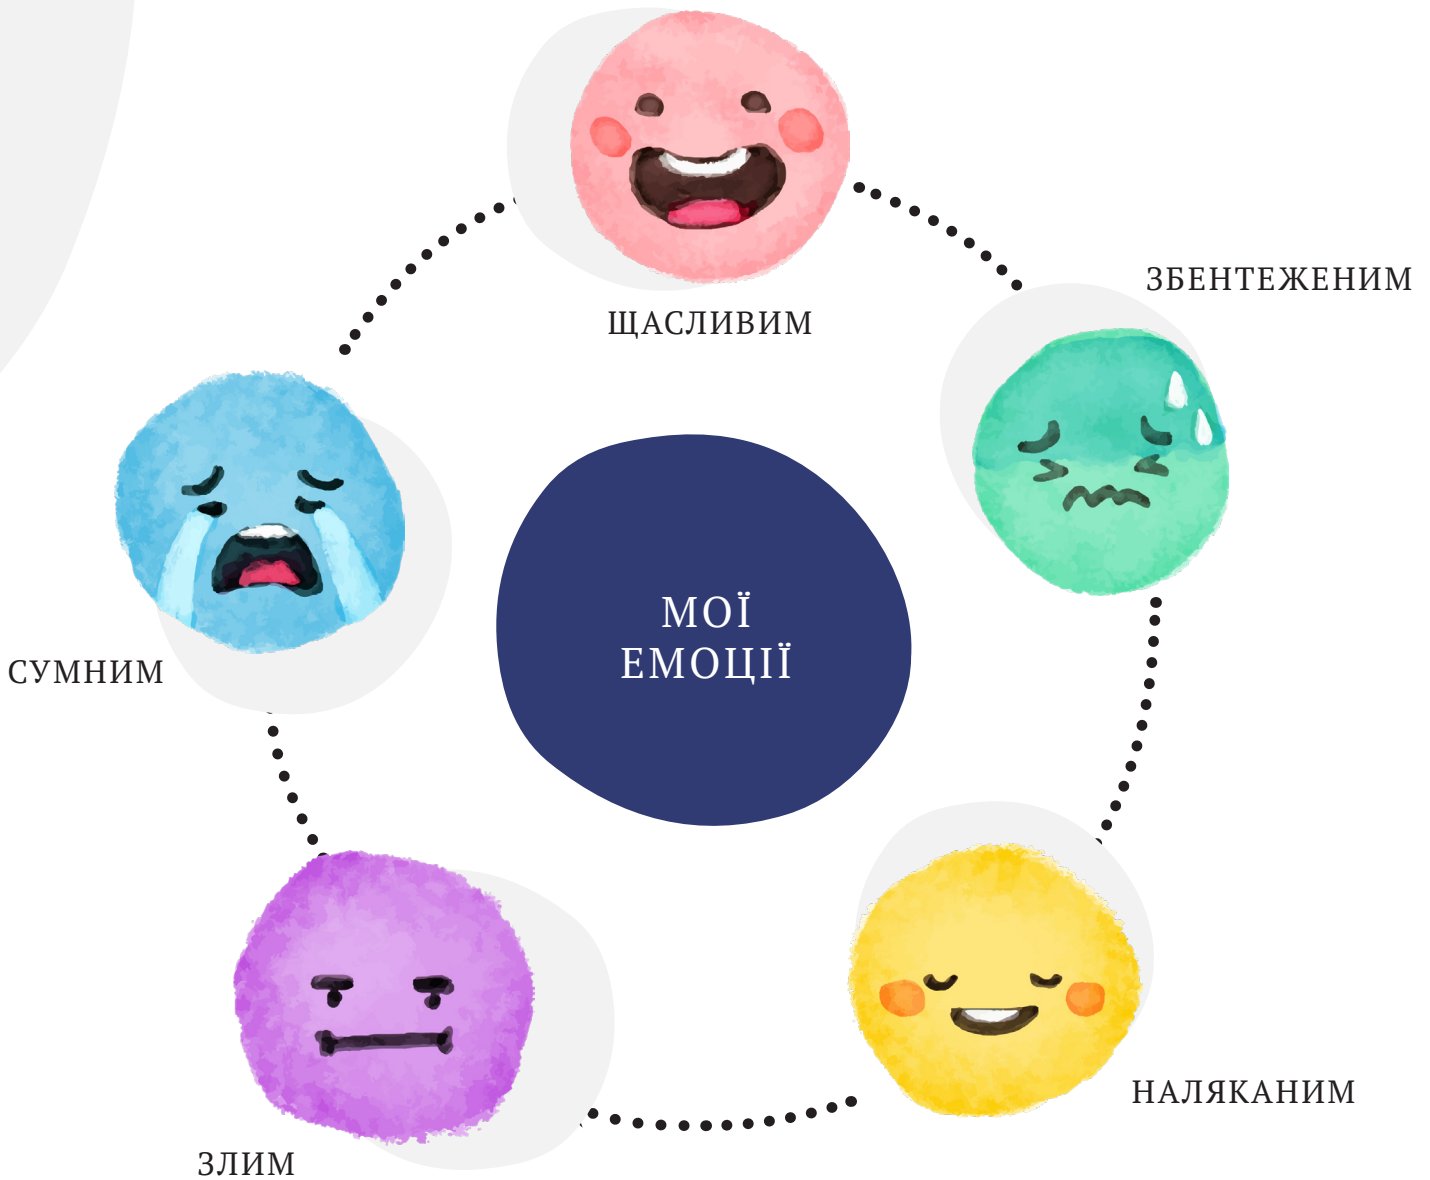 ЩАСЛИВИМ
ЗБЕНТЕЖЕНИМ
МОЇ
ЕМОЦІЇ
СУМНИМ
НАЛЯКАНИМ
ЗЛИМ